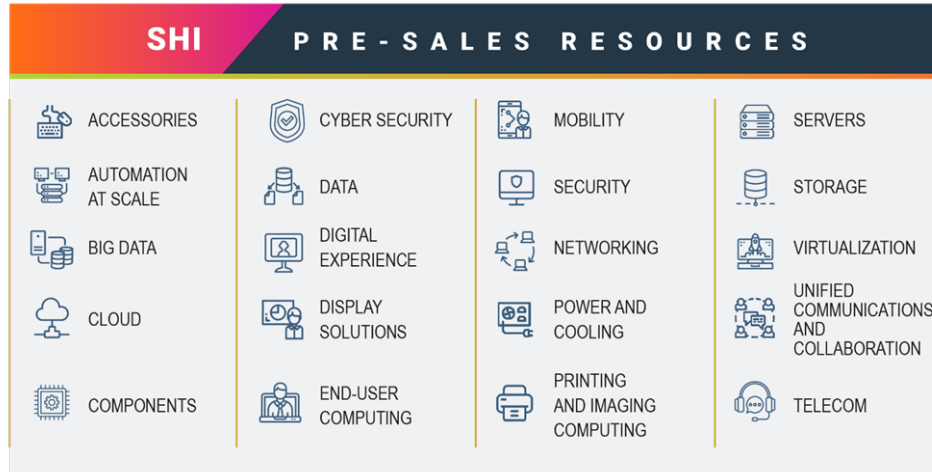 SHI PRE-SALES RESOURCES
ACCESSORIES
AUTOMATION
AT SCALE
BIG DATA
CLOUD
COMPONENTS
CYBER SECURITY
DATA
DIGITAL
EXPERIENCE
DISPLAY
SOLUTIONS
END-USER
COMPUTING
MOBILITY
SECURITY
NETWORKING
POWER AND
COOLING
PRINTING
AND IMAGING
COMPUTING
SERVERS
STORAGE
VIRTUALIZATION
UNIFIED
COMMUNICATIONS
AND
COLLABORATION
TELECOM